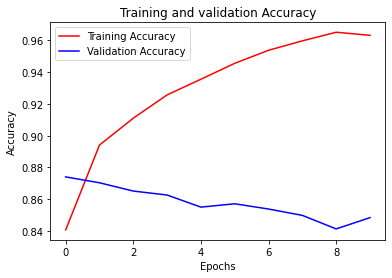 Training and validation Accuracy
Training Accuracy
Validation Accuracy
0.96
0.94
0.92
0.90
0.88
0.86
0.84
Accuracy
0 2 4 6 8
Epochs